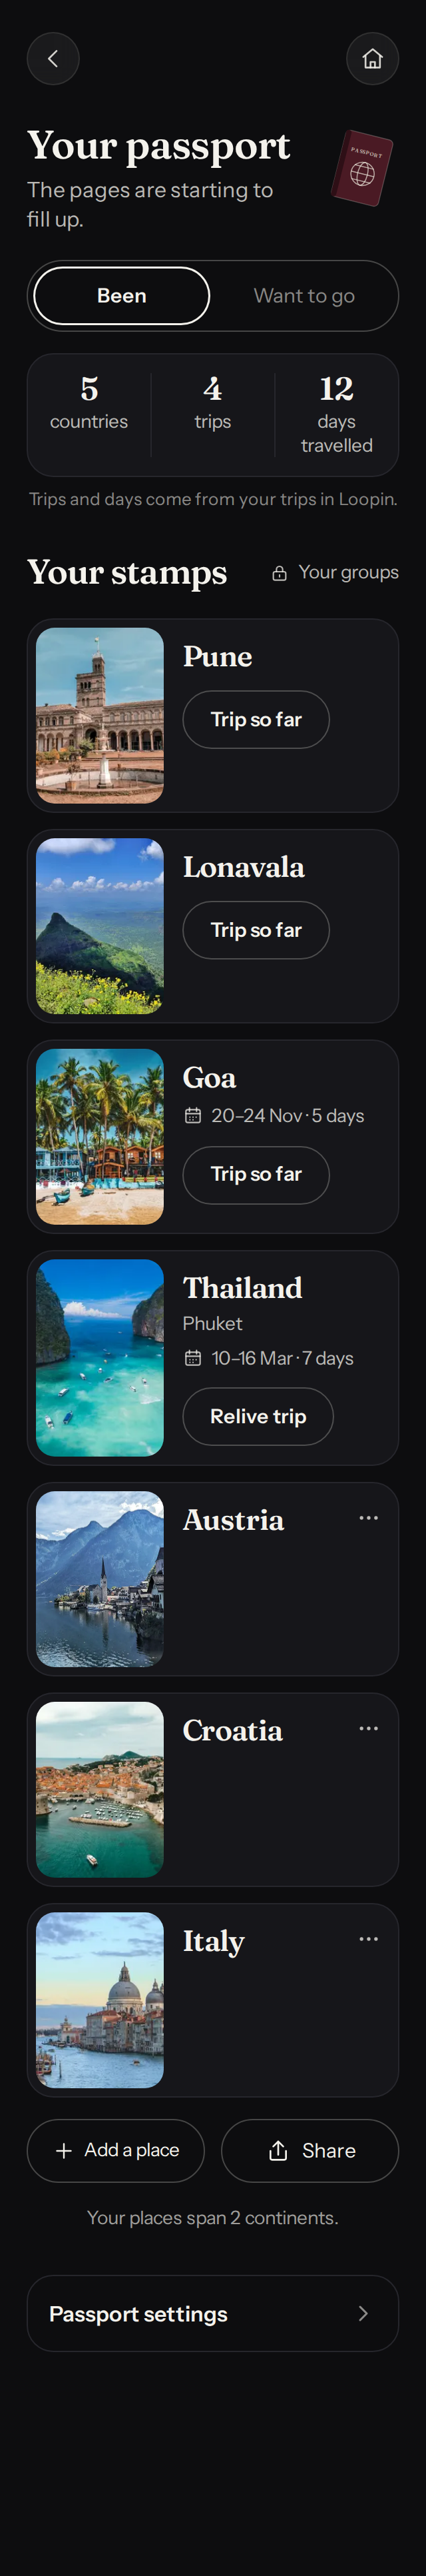 Your passport
PASSPORT
The pages are starting to
fill up.
Been
Want to go
5
countries
4
trips
12
days
travelled
Trips and days come from your trips in Loopin.
Your stamps
Your groups
Pune
Trip so far
Lonavala
Trip so far
Goa
20–24 Nov · 5 days
Trip so far
Thailand
Phuket
10–16 Mar · 7 days
Relive trip
Austria
Croatia
Italy
Add a place
Share
Your places span 2 continents.
Passport settings